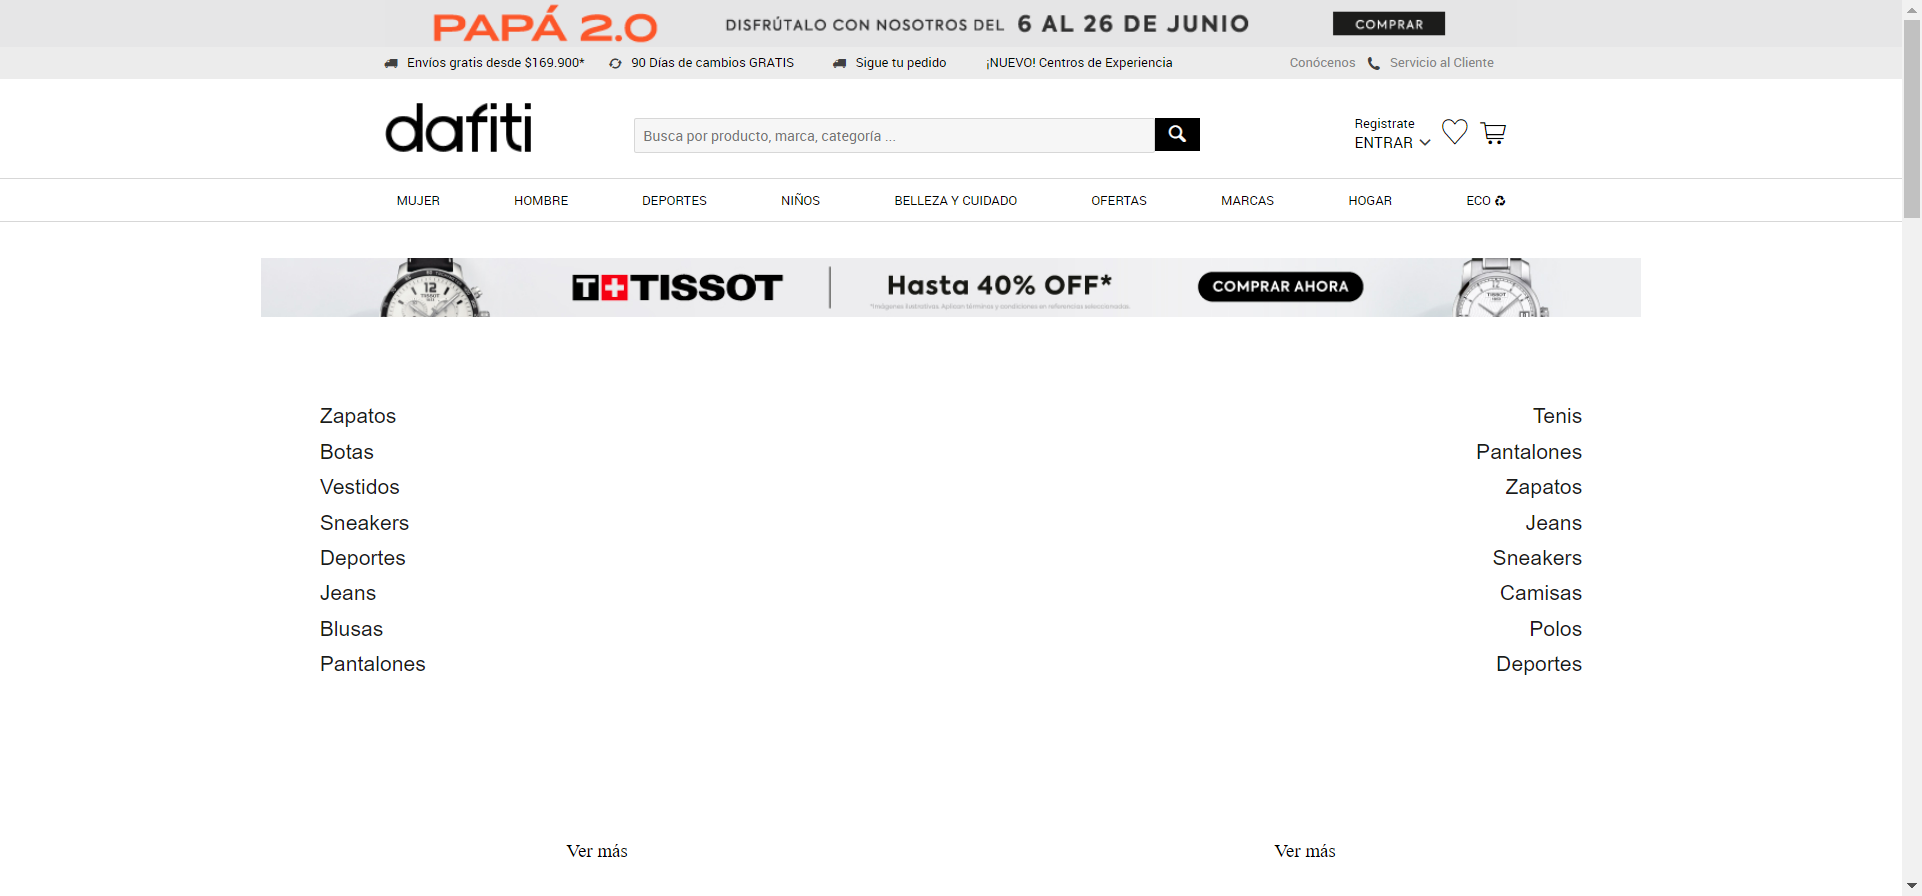 PAPÁ 2.0 DISFRÚTALO CON NOSOTROS DEL 6 AL 26 DE JUNIO COMPRAR
Envíos gratis desde $169.900* 90 Días de cambios GRATIS Sigue tu pedido ¡NUEVO! Centros de Experiencia Conócenos Servicio al Cliente
dafiti
Busca por producto, marca, categoría ...
Registrate
ENTRAR
MUJER HOMBRE DEPORTES NIÑOS BELLEZA Y CUIDADO OFERTAS MARCAS HOGAR ECO
T+TISSOT Hasta 40% OFF* COMPRAR AHORA
*Imágenes ilustrativas. Aplican términos y condiciones en referencias seleccionadas.
Zapatos
Botas
Vestidos
Sneakers
Deportes
Jeans
Blusas
Pantalones
Tenis
Pantalones
Zapatos
Jeans
Sneakers
Camisas
Polos
Deportes
Ver más
Ver más